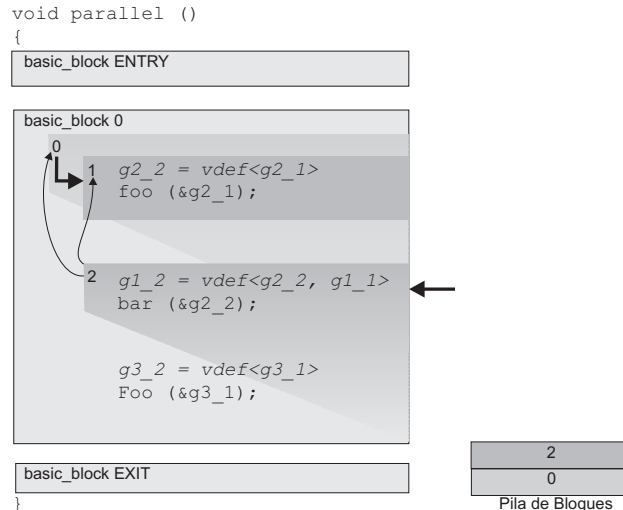 void parallel ()
{
basic_block ENTRY
basic_block 0
0
1 g2_2 = vdef<g2_1>
foo (&g2_1);
2 g1_2 = vdef<g2_2, g1_1>
bar (&g2_2);
g3_2 = vdef<g3_1>
Foo (&g3_1);
basic_block EXIT
}
2
0
Pila de Bloques